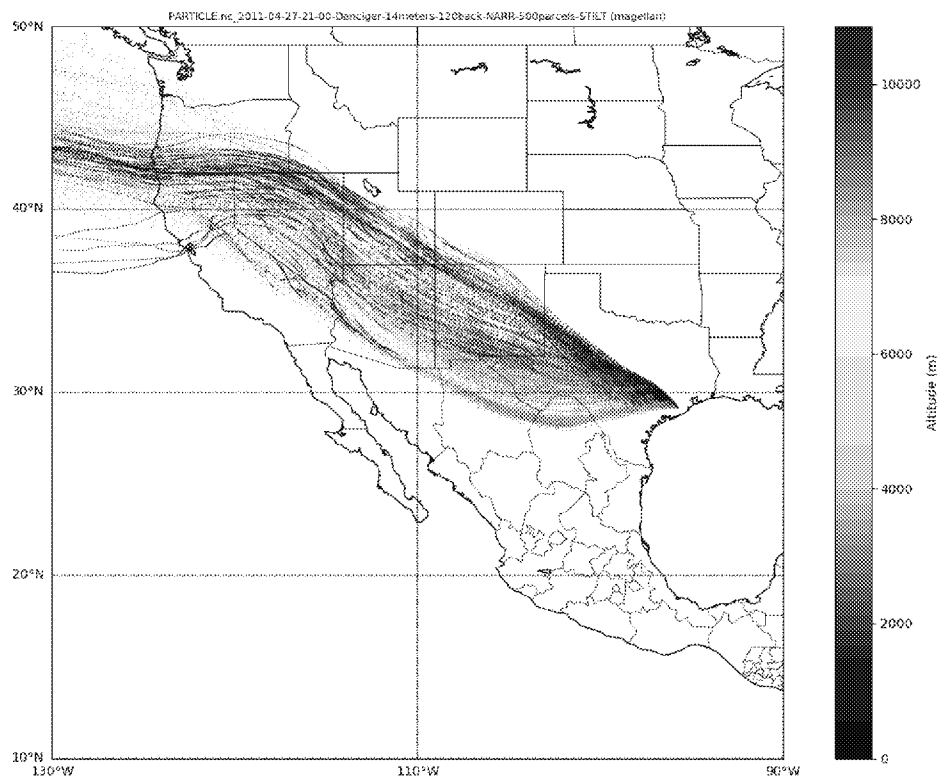 PARTICLE.nc_2011-04-27-21-00-Danciger-14meters-120back-NARR-500parcels-STILT (magellan)
50°N
40°N
30°N
20°N
10°N
130°W
110°W
90°W
10000
8000
6000
4000
2000
0
Altitude (m)